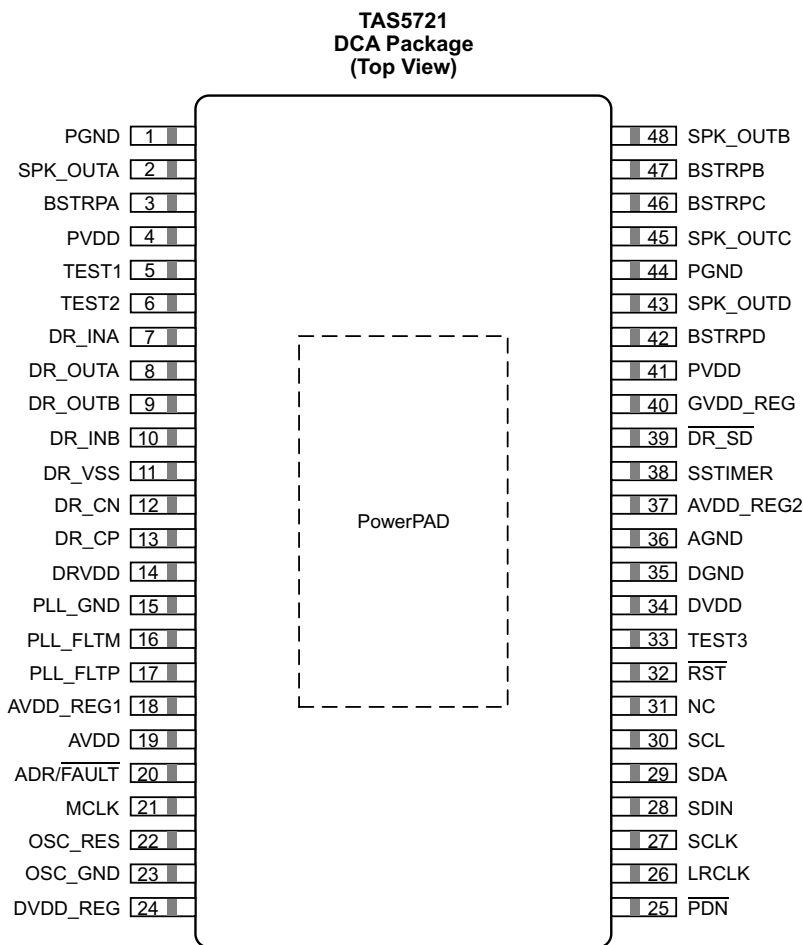 TAS5721
DCA Package
(Top View)
PGND 1
SPK_OUTA 2
BSTRPA 3
PVDD 4
TEST1 5
TEST2 6
DR_INA 7
DR_OUTA 8
DR_OUTB 9
DR_INB 10
DR_VSS 11
DR_CN 12
DR_CP 13
DRVDD 14
PLL_GND 15
PLL_FLTM 16
PLL_FLTP 17
AVDD_REG1 18
AVDD 19
ADR/FAULT 20
MCLK 21
OSC_RES 22
OSC_GND 23
DVDD_REG 24
PowerPAD
48 SPK_OUTB
47 BSTRPB
46 BSTRPC
45 SPK_OUTC
44 PGND
43 SPK_OUTD
42 BSTRPD
41 PVDD
40 GVDD_REG
39 DR_SD
38 SSTIMER
37 AVDD_REG2
36 AGND
35 DGND
34 DVDD
33 TEST3
32 RST
31 NC
30 SCL
29 SDA
28 SDIN
27 SCLK
26 LRCLK
25 PDN